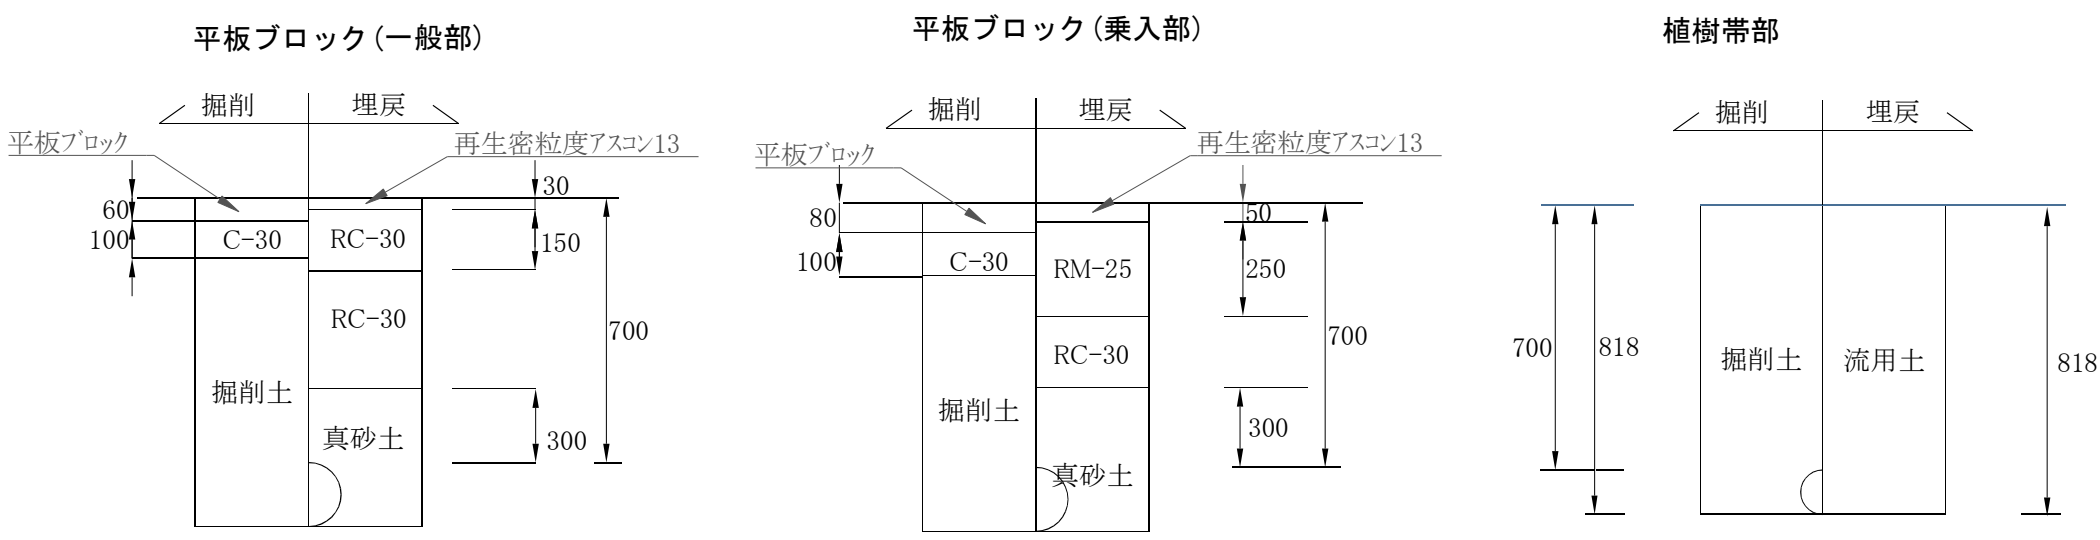 平板ブロック(一般部)
掘削
埋戻
平板ブロック
再生密粒度アスコン13
30
60
100
C-30
RC-30
150
RC-30
700
掘削土
真砂土
300
平板ブロック(乗入部)
掘削
埋戻
平板ブロック
再生密粒度アスコン13
80
50
100
C-30
RM-25
250
RC-30
700
掘削土
300
真砂土
植樹帯部
掘削
埋戻
700
818
掘削土
流用土
818